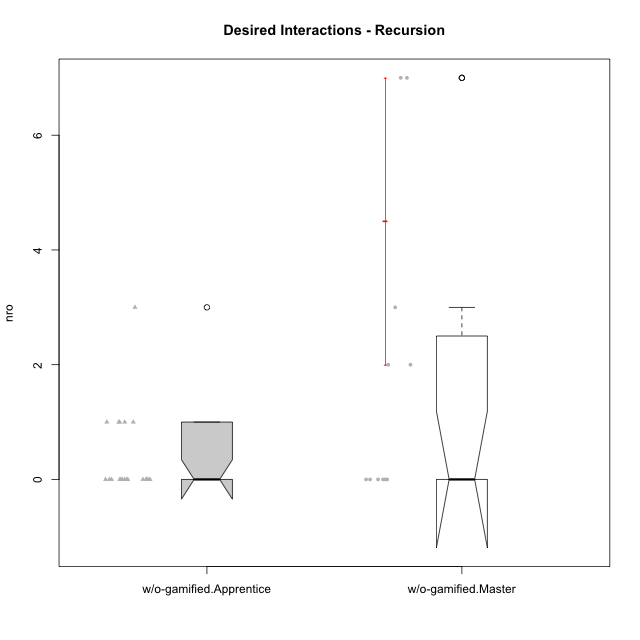 Desired Interactions - Recursion
nro
6
4
2
0
w/o-gamified.Apprentice
w/o-gamified.Master